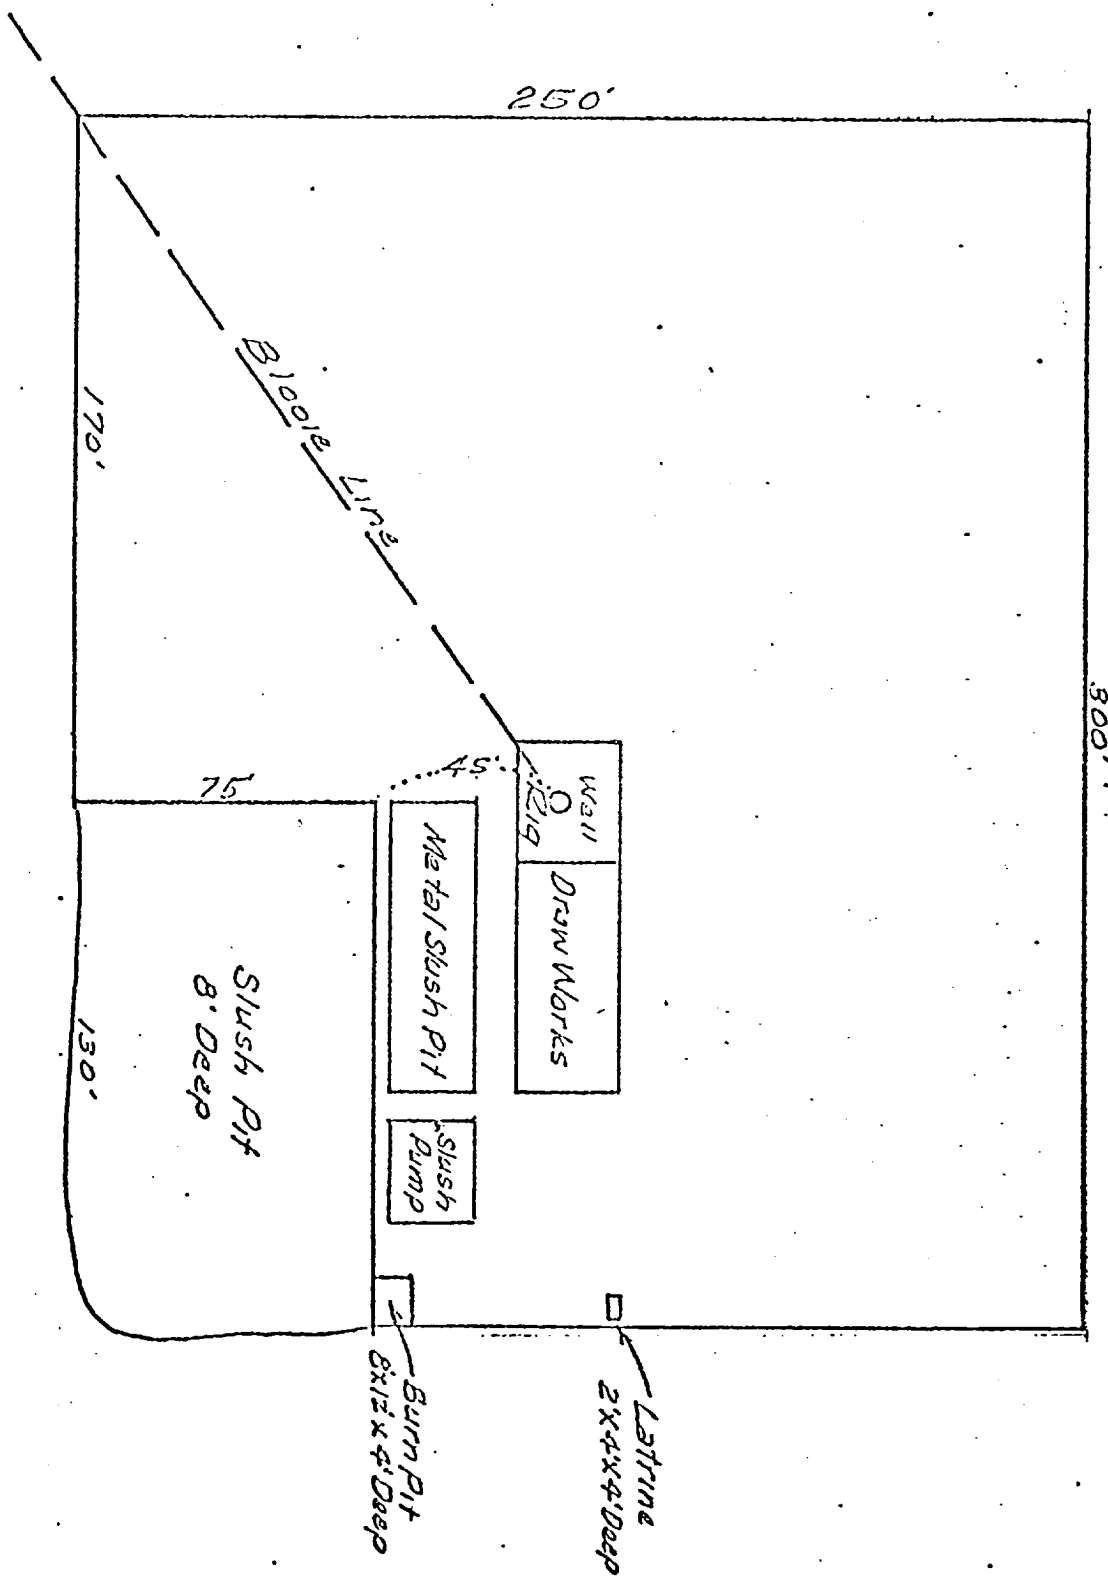 250'
300'
170'
Blooie Line
75'
45'
Well
Rig
Draw Works
Metal Slush Pit
Slush
Pump
Slush Pit
8' Deep
130'
Latrine
2'x4'x4' Deep
Burn Pit
8'x12'x4' Deep